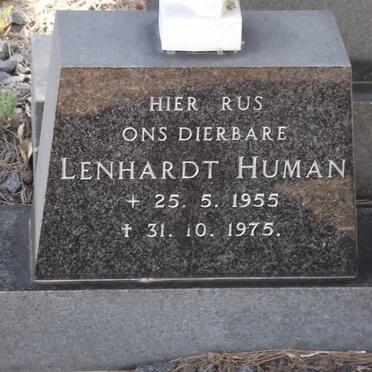 HIER RUS
ONS DIERBARE
LENHARDT HUMAN
+ 25. 5. 1955
† 31. 10. 1975.